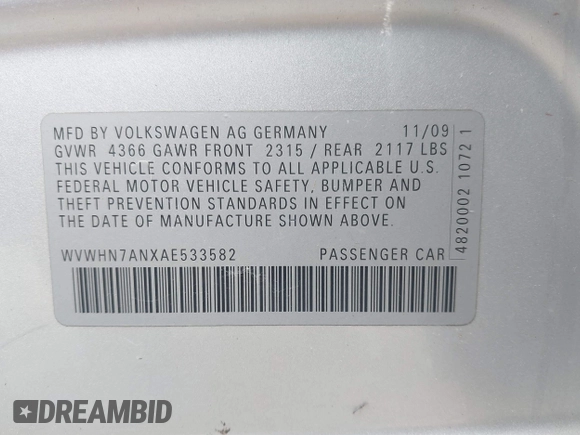 MFD BY VOLKSWAGEN AG GERMANY 11/09
GVWR 4366 GAWR FRONT 2315 / REAR 2117 LBS
THIS VEHICLE CONFORMS TO ALL APPLICABLE U.S.
FEDERAL MOTOR VEHICLE SAFETY, BUMPER AND
THEFT PREVENTION STANDARDS IN EFFECT ON
THE DATE OF MANUFACTURE SHOWN ABOVE.
WVWHN7ANXAE533582 PASSENGER CAR
4820002 1072 1
DREAMBID